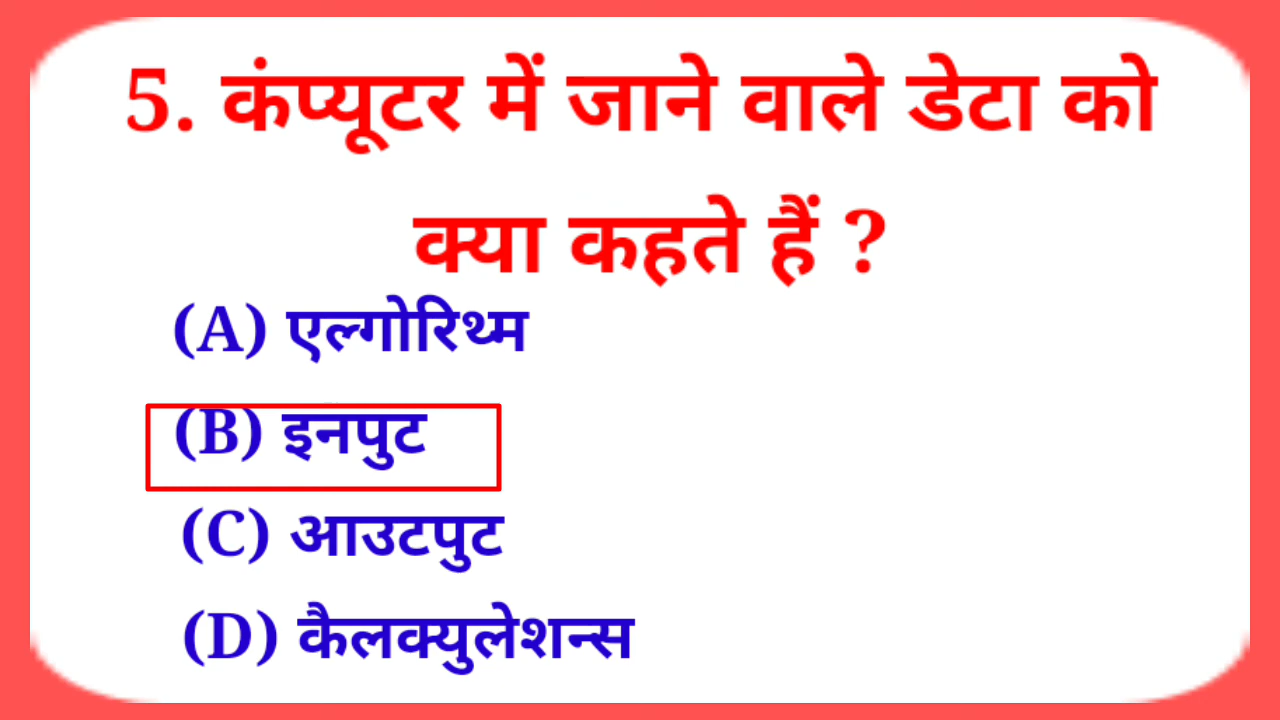 5. कंप्यूटर में जाने वाले डेटा को
क्या कहते हैं ?
(A) एल्गोरिथ्म
(B) इनपुट
(C) आउटपुट
(D) कैलक्युलेशन्स